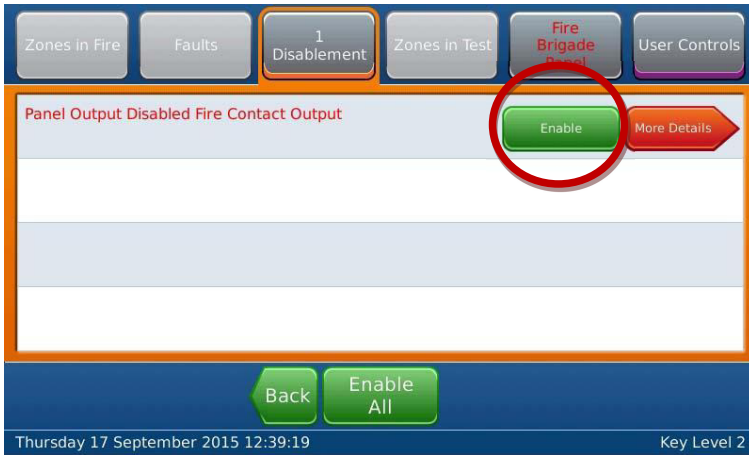 Zones in Fire
Faults
1
Disablement
Zones in Test
Fire
Brigade
Panel
User Controls
Panel Output Disabled Fire Contact Output
Enable
More Details
Back
Enable
All
Thursday 17 September 2015 12:39:19
Key Level 2